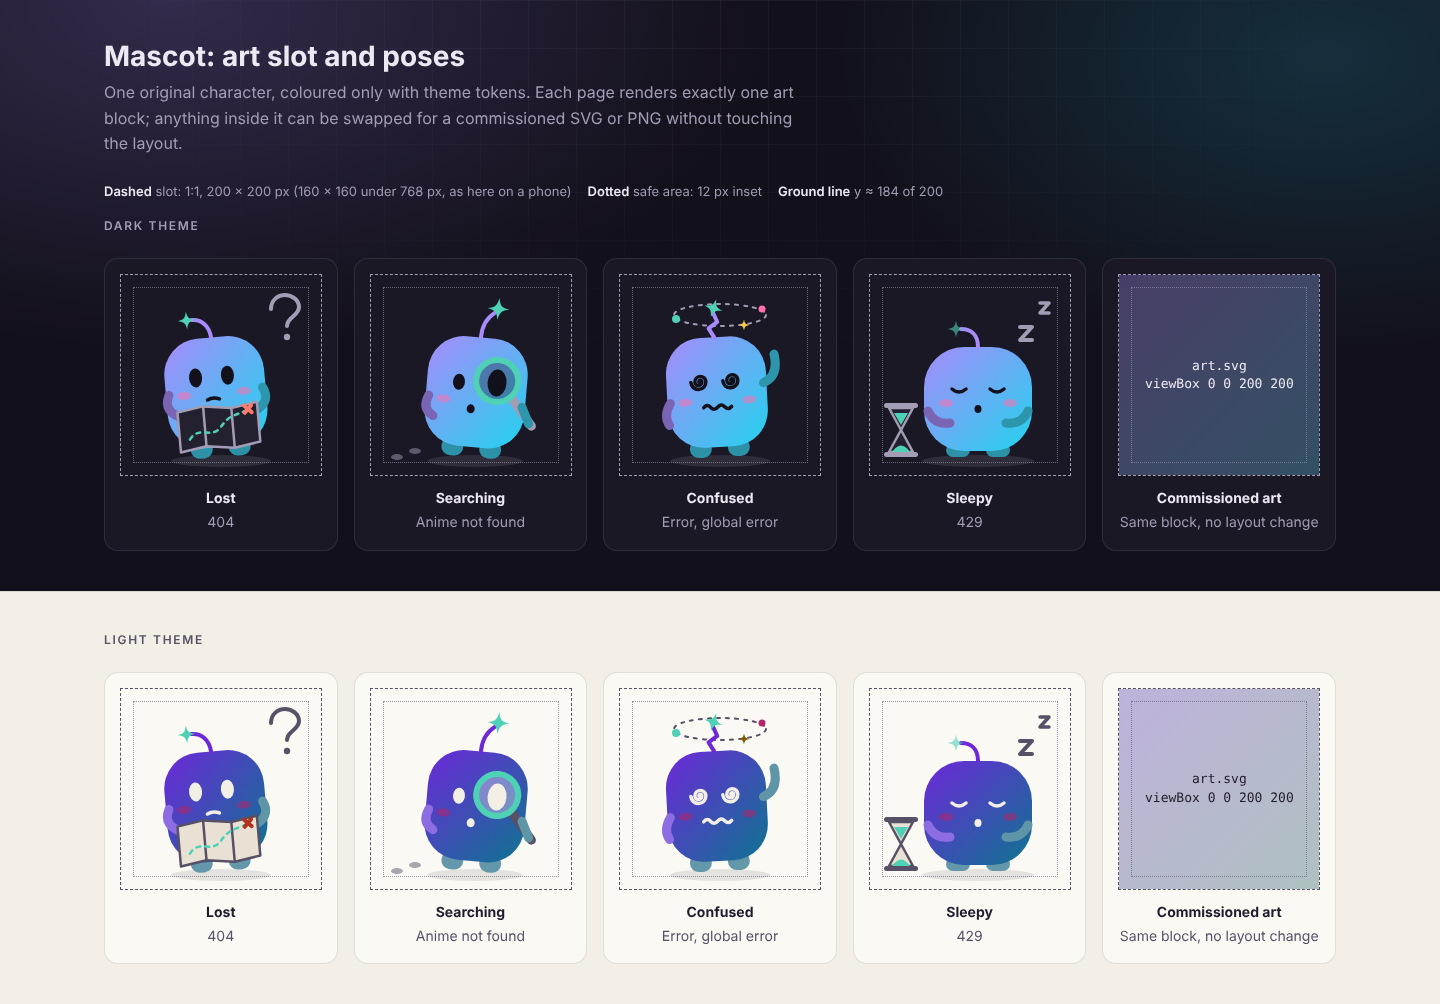 Mascot: art slot and poses
One original character, coloured only with theme tokens. Each page renders exactly one art
block; anything inside it can be swapped for a commissioned SVG or PNG without touching
the layout.
Dashed slot: 1:1, 200 × 200 px (160 × 160 under 768 px, as here on a phone) Dotted safe area: 12 px inset Ground line y ≈ 184 of 200
DARK THEME
?
z
z
art.svg
viewBox 0 0 200 200
Lost
404
Searching
Anime not found
Confused
Error, global error
Sleepy
429
Commissioned art
Same block, no layout change
LIGHT THEME
?
z
z
art.svg
viewBox 0 0 200 200
Lost
404
Searching
Anime not found
Confused
Error, global error
Sleepy
429
Commissioned art
Same block, no layout change